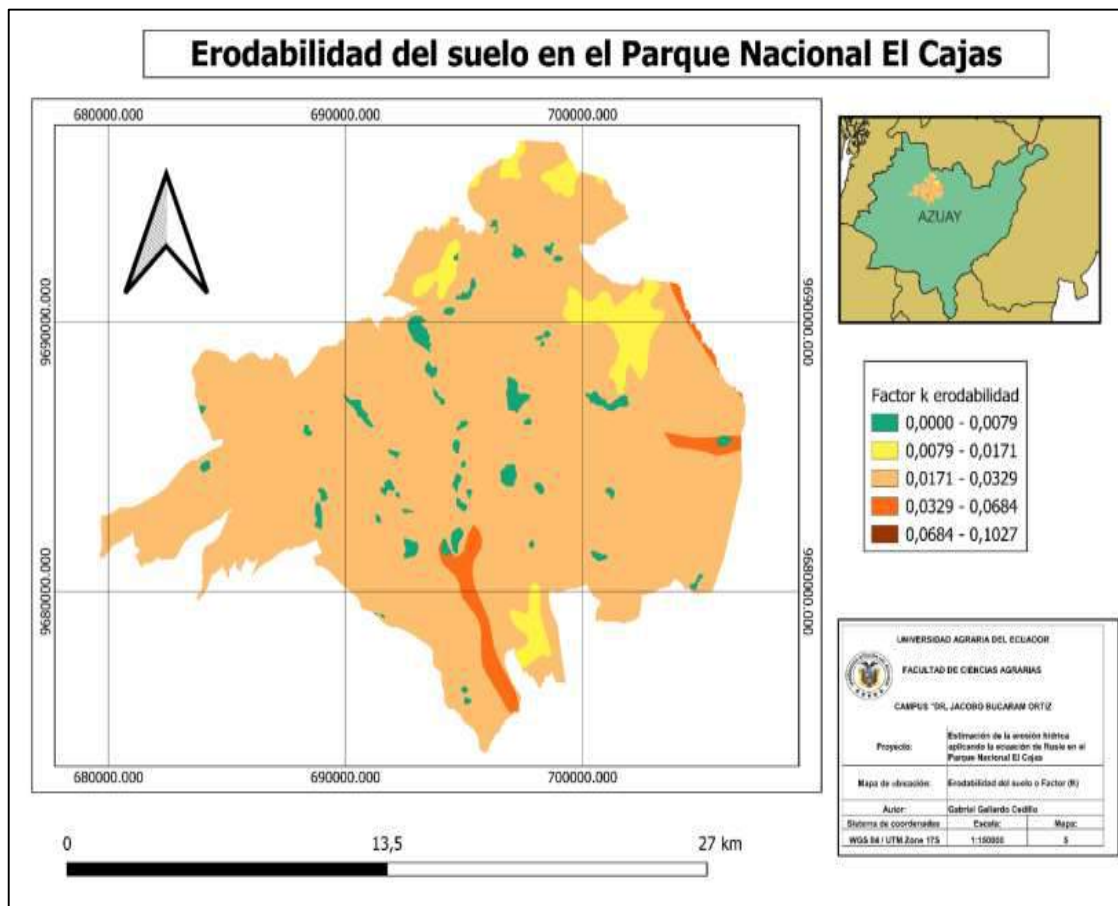 Erodabilidad del suelo en el Parque Nacional El Cajas
680000.000 690000.000 700000.000
9690000.000
9690000.000
9680000.000
9680000.000
680000.000 690000.000 700000.000
0 13,5 27 km
AZUAY
Factor k erodabilidad
0,0000 - 0,0079
0,0079 - 0,0171
0,0171 - 0,0329
0,0329 - 0,0684
0,0684 - 0,1027
UNIVERSIDAD AGRARIA DEL ECUADOR
FACULTAD DE CIENCIAS AGRARIAS
CAMPUS "DR, JACOBO BUCARAM ORTIZ
Proyecto: Estimación de la erosión hídrica
aplicando la ecuación de Rusle en el
Parque Nacional El Cajas
Mapa de ubicación: Erodabilidad del suelo o Factor (K)
Autor: Gabriel Gallardo Cedillo
Sistema de coordenadas Escala: Mapa:
WGS 84 / UTM Zone 17S 1:150000 5